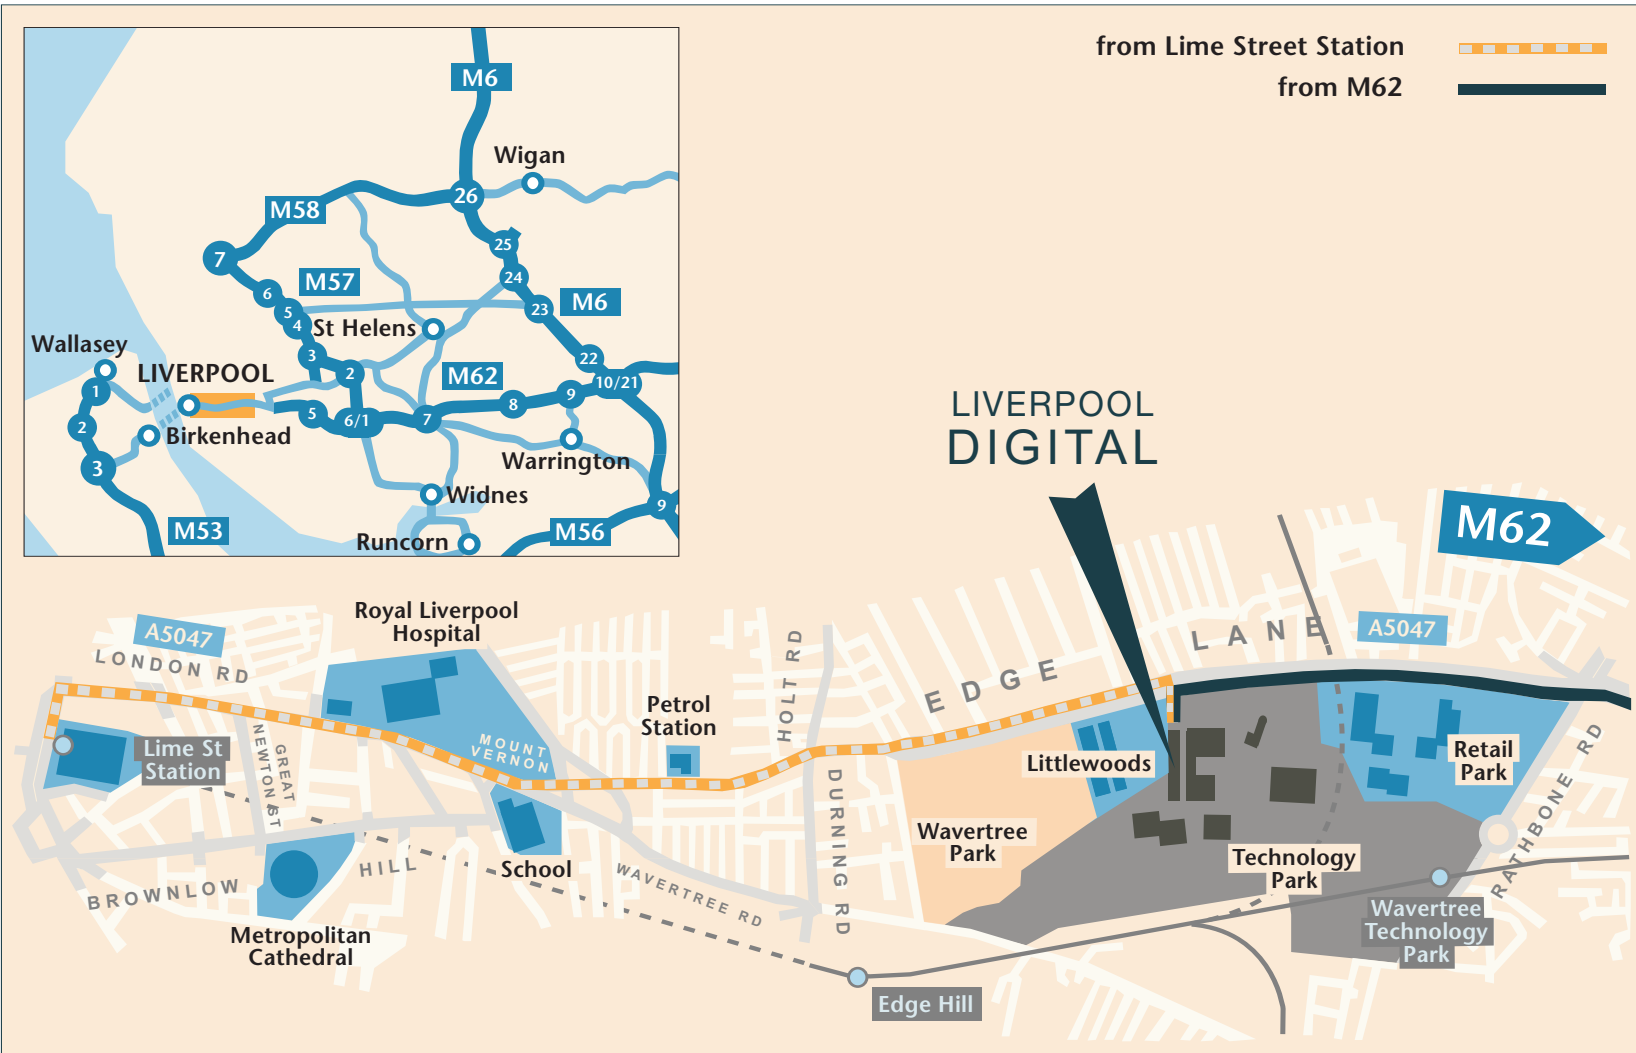 from Lime Street Station
from M62
M6
Wigan
26
M58
7
25
24
6
M57
5
M6
23
4
St Helens
Wallasey
3
22
LIVERPOOL
2
M62
10/21
1
9
8
5
6/1
7
2
Birkenhead
Warrington
3
Widnes
9
M53
Runcorn
M56
LIVERPOOL
DIGITAL
M62
Royal Liverpool
Hospital
A5047
LONDON RD
EDGE LANE
A5047
HOLT RD
Petrol
Station
Lime St
Station
GREAT
NEWTON ST
MOUNT
VERNON
Littlewoods
Retail
Park
RATHBONE RD
DURNING RD
Wavertree
Park
Technology
Park
School
BROWNLOW HILL
WAVERTREE RD
Metropolitan
Cathedral
Wavertree
Technology
Park
Edge Hill